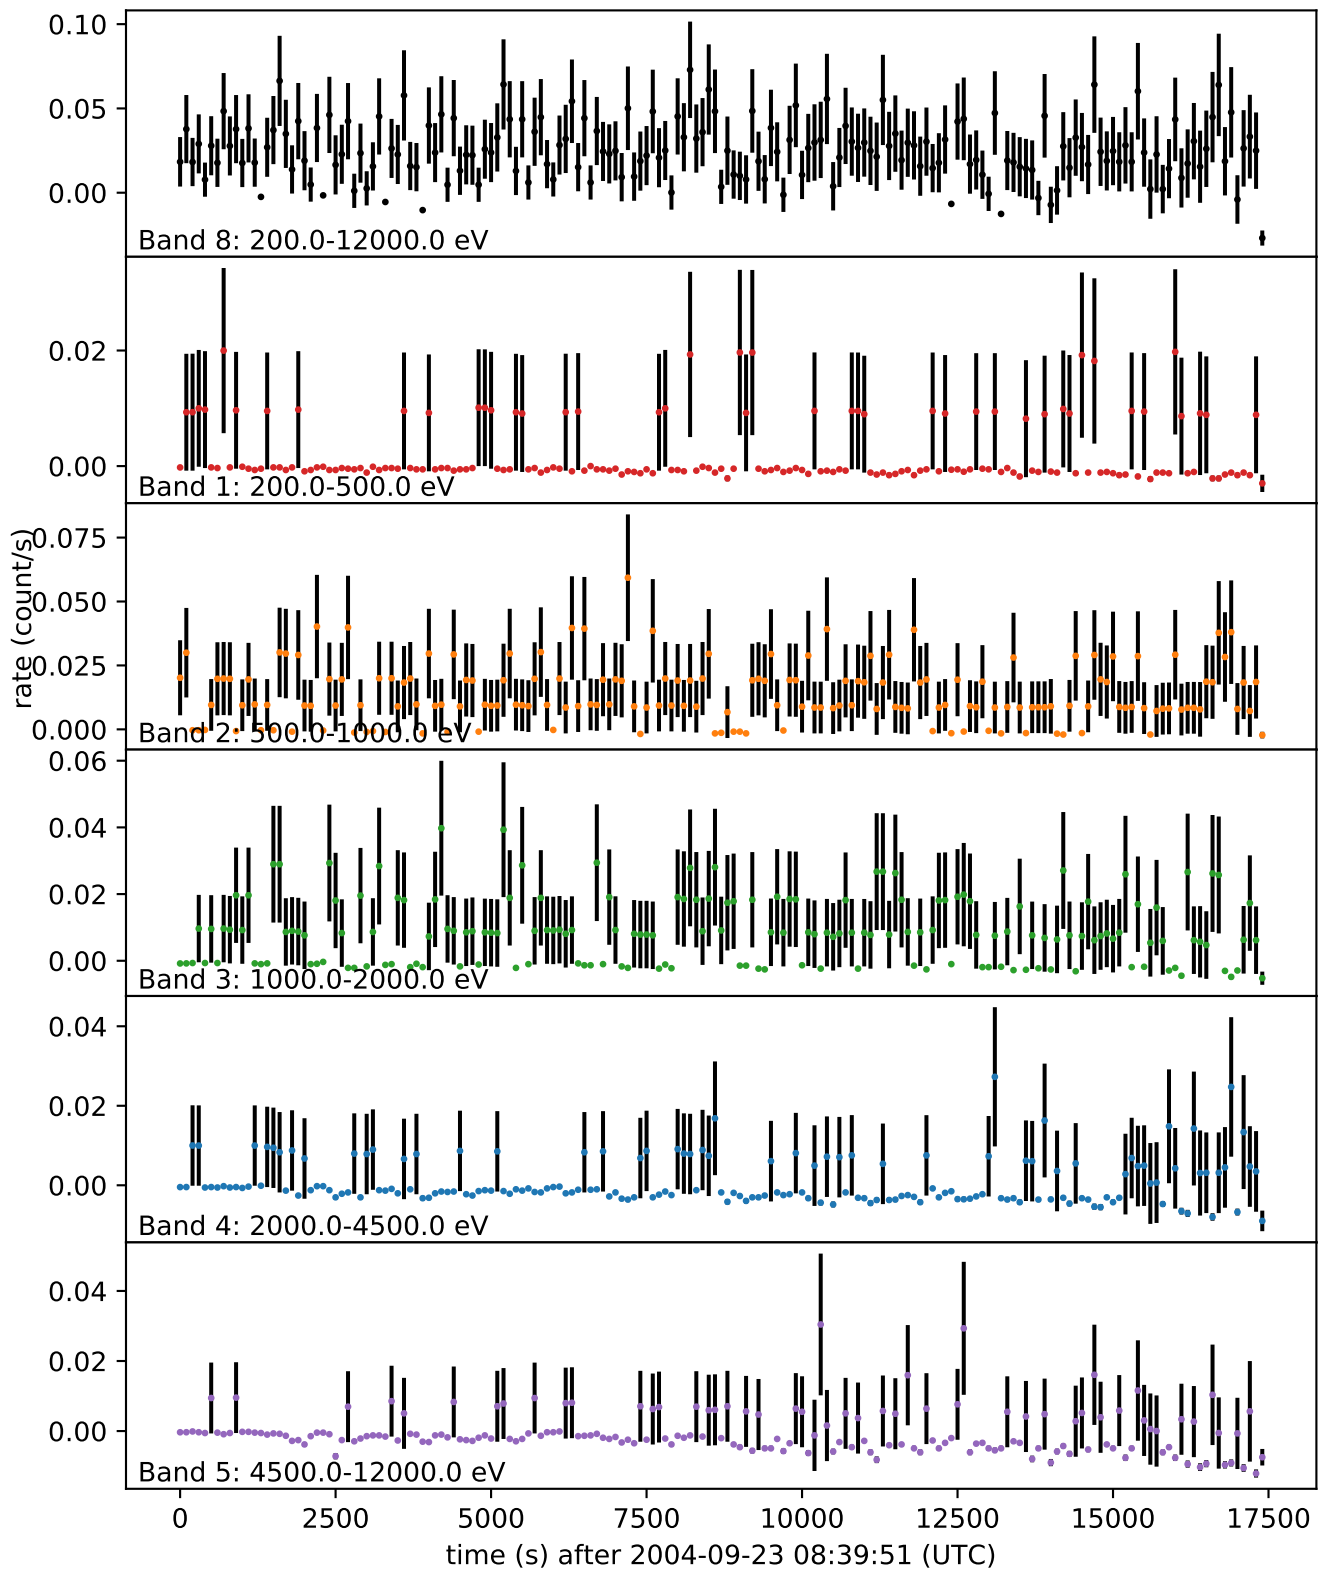 0.10
0.05
0.00
Band 8: 200.0-12000.0 eV
0.02
0.00
Band 1: 200.0-500.0 eV
rate (count/s)
0.075
0.050
0.025
0.000
Band 2: 500.0-1000.0 eV
0.06
0.04
0.02
0.00
Band 3: 1000.0-2000.0 eV
0.04
0.02
0.00
Band 4: 2000.0-4500.0 eV
0.04
0.02
0.00
Band 5: 4500.0-12000.0 eV
0 2500 5000 7500 10000 12500 15000 17500
time (s) after 2004-09-23 08:39:51 (UTC)